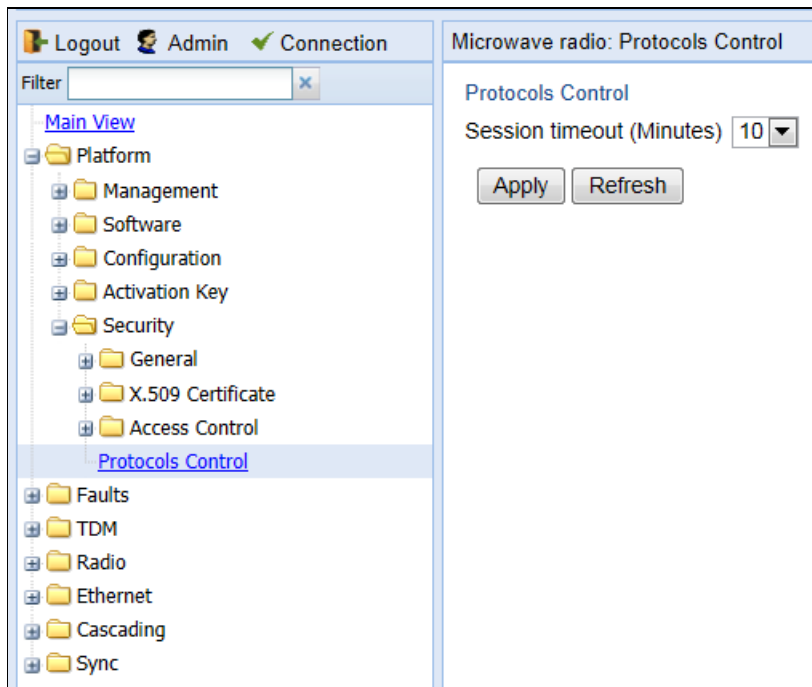 Logout Admin Connection
Filter
Main View
Platform
Management
Software
Configuration
Activation Key
Security
General
X.509 Certificate
Access Control
Protocols Control
Faults
TDM
Radio
Ethernet
Cascading
Sync
Microwave radio: Protocols Control
Protocols Control
Session timeout (Minutes) 10
Apply Refresh